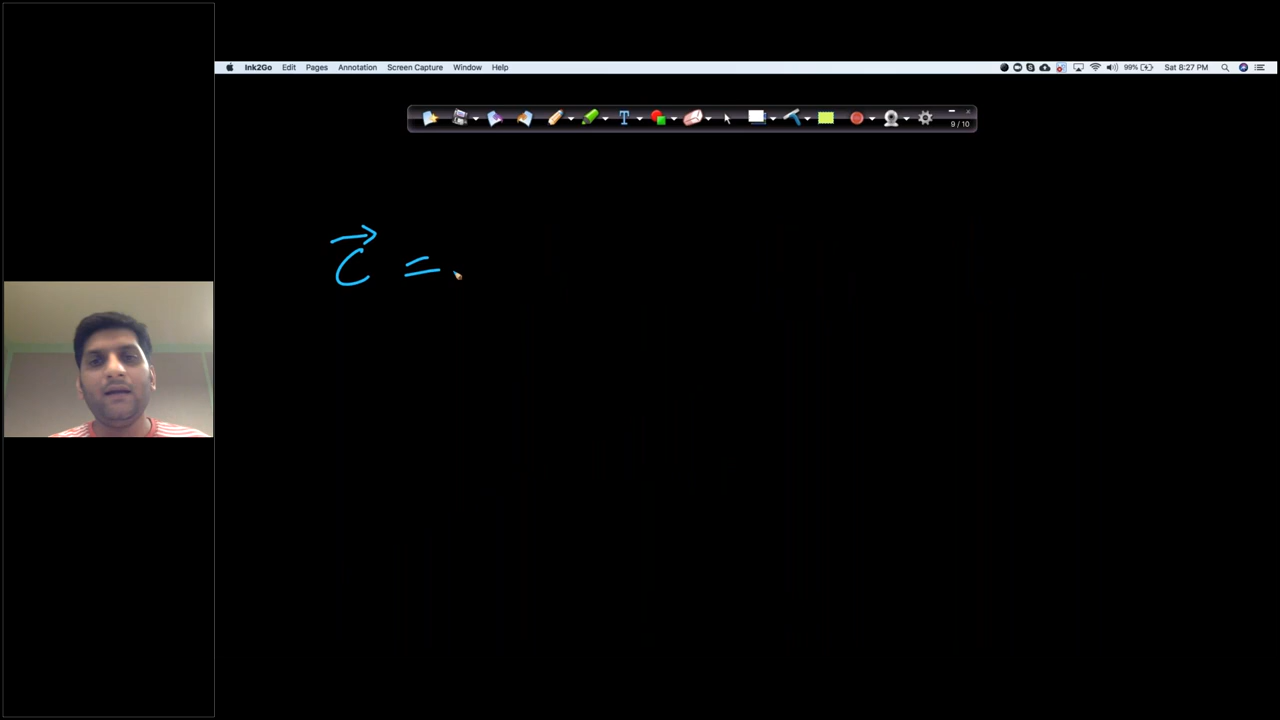 Ink2Go Edit Pages Annotation Screen Capture Window Help 99% Sat 8:27 PM
T 9 / 10
c⃗ =